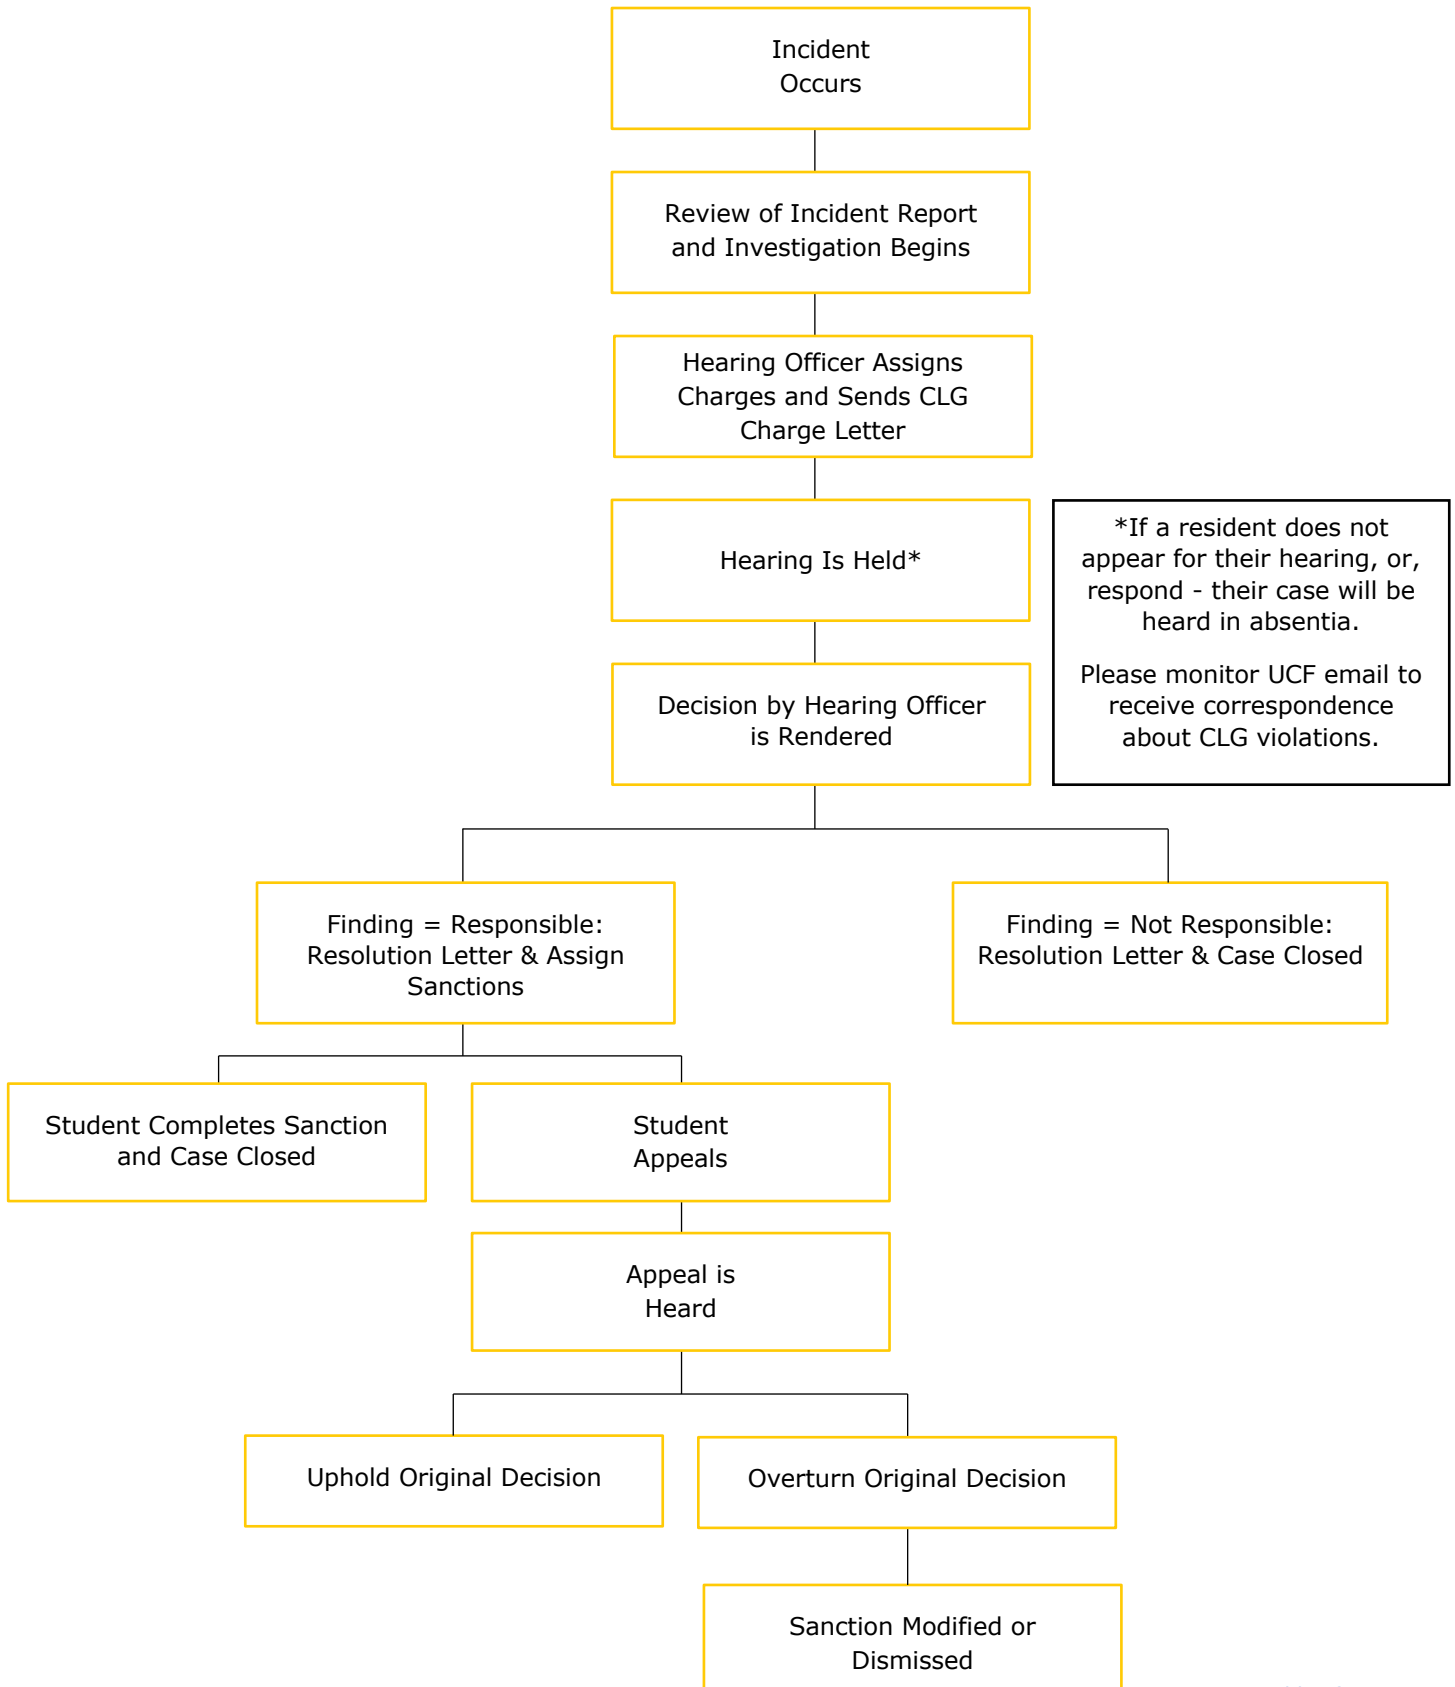 Incident
Occurs
Review of Incident Report
and Investigation Begins
Hearing Officer Assigns
Charges and Sends CLG
Charge Letter
Hearing Is Held*
*If a resident does not
appear for their hearing, or,
respond - their case will be
heard in absentia.
Please monitor UCF email to
receive correspondence
about CLG violations.
Decision by Hearing Officer
is Rendered
Finding = Responsible:
Resolution Letter & Assign
Sanctions
Finding = Not Responsible:
Resolution Letter & Case Closed
Student Completes Sanction
and Case Closed
Student
Appeals
Appeal is
Heard
Uphold Original Decision
Overturn Original Decision
Sanction Modified or
Dismissed